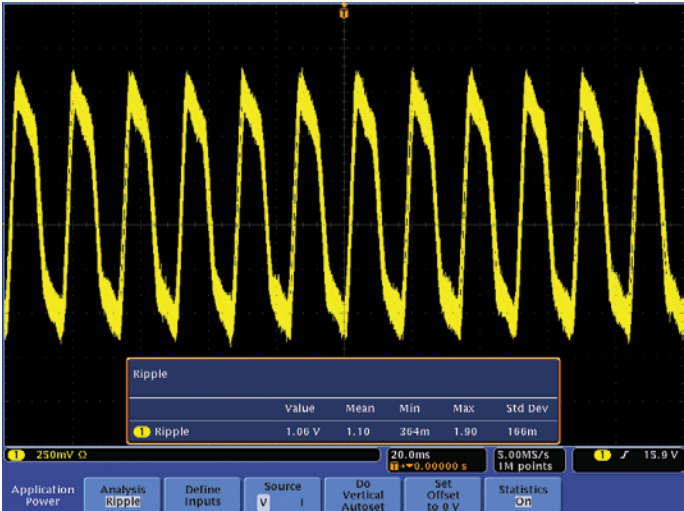 T
Ripple
Value Mean Min Max Std Dev
1 Ripple 1.06 V 1.10 364m 1.90 166m
1 250mV Ω 20.0ms 5.00MS/s 1 15.9 V
T→▼0.00000 s 1M points
Application Power
Analysis Ripple
Define Inputs
Source V I
Do Vertical Autoset
Set Offset to 0 V
Statistics On